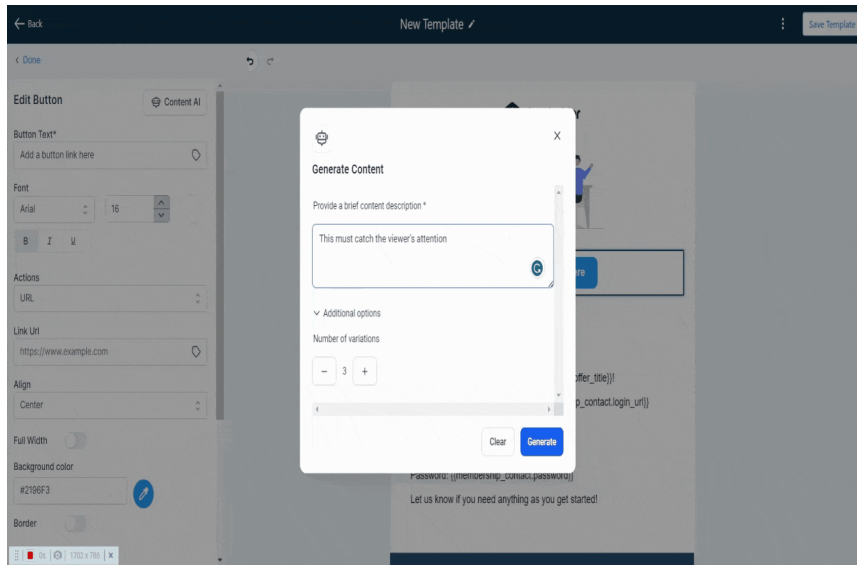 Back
New Template
Save Template
Done
Edit Button
Content AI
Button Text*
Add a button link here
Font
Arial
16
B I U
Actions
URL
Link Url
https://www.example.com
Align
Center
Full Width
Background color
#2196F3
Border
0s
1702 x 786
X
Generate Content
Provide a brief content description *
This must catch the viewer's attention
Additional options
Number of variations
- 3 +
Clear
Generate
offer_title}}!
p_contact.login_url}}
Password: {{membership_contact.password}}
Let us know if you need anything as you get started!